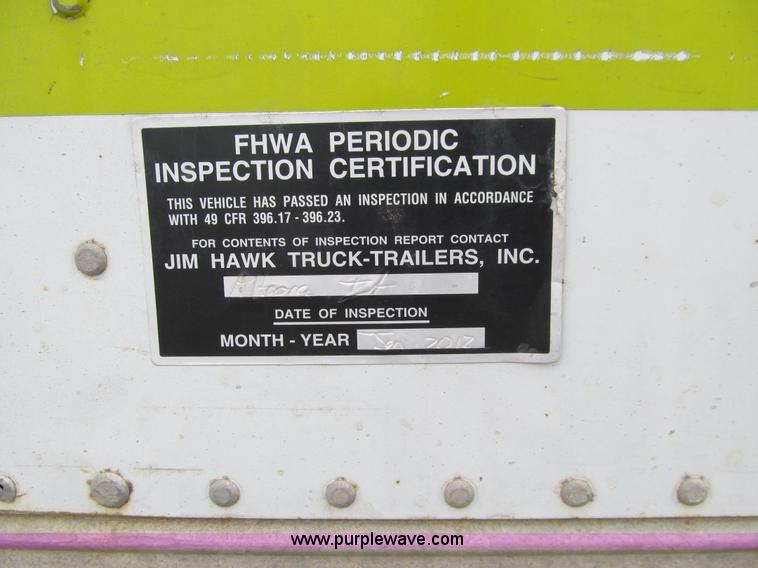 FHWA PERIODIC
INSPECTION CERTIFICATION
THIS VEHICLE HAS PASSED AN INSPECTION IN ACCORDANCE
WITH 49 CFR 396.17 - 396.23.
FOR CONTENTS OF INSPECTION REPORT CONTACT
JIM HAWK TRUCK-TRAILERS, INC.
IA
DATE OF INSPECTION
MONTH - YEAR Jan 2012
www.purplewave.com